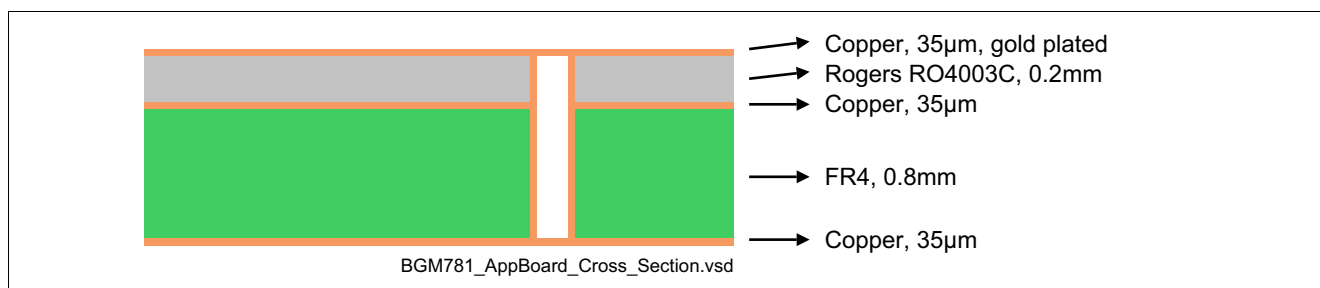 Copper, 35µm, gold plated
Rogers RO4003C, 0.2mm
Copper, 35µm
FR4, 0.8mm
Copper, 35µm
BGM781_AppBoard_Cross_Section.vsd